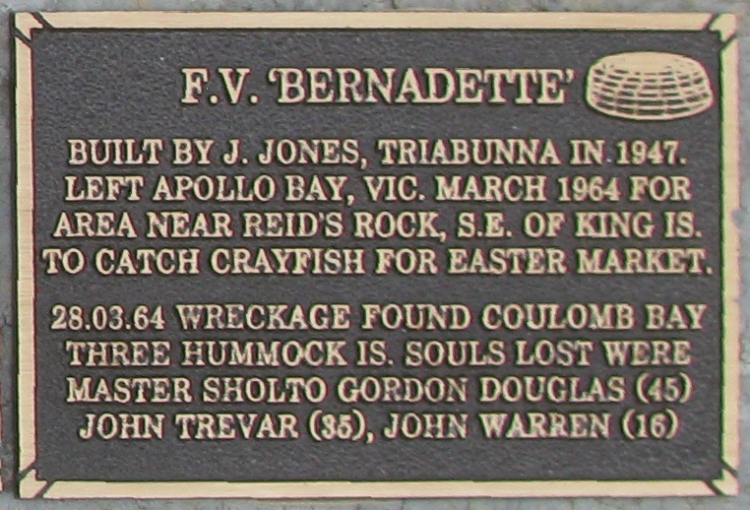 F.V. 'BERNADETTE'
BUILT BY J. JONES, TRIABUNNA IN 1947.
LEFT APOLLO BAY, VIC. MARCH 1964 FOR
AREA NEAR REID'S ROCK, S.E. OF KING IS.
TO CATCH CRAYFISH FOR EASTER MARKET.
28.03.64 WRECKAGE FOUND COULOMB BAY
THREE HUMMOCK IS. SOULS LOST WERE
MASTER SHOLTO GORDON DOUGLAS (45)
JOHN TREVAR (35), JOHN WARREN (16)